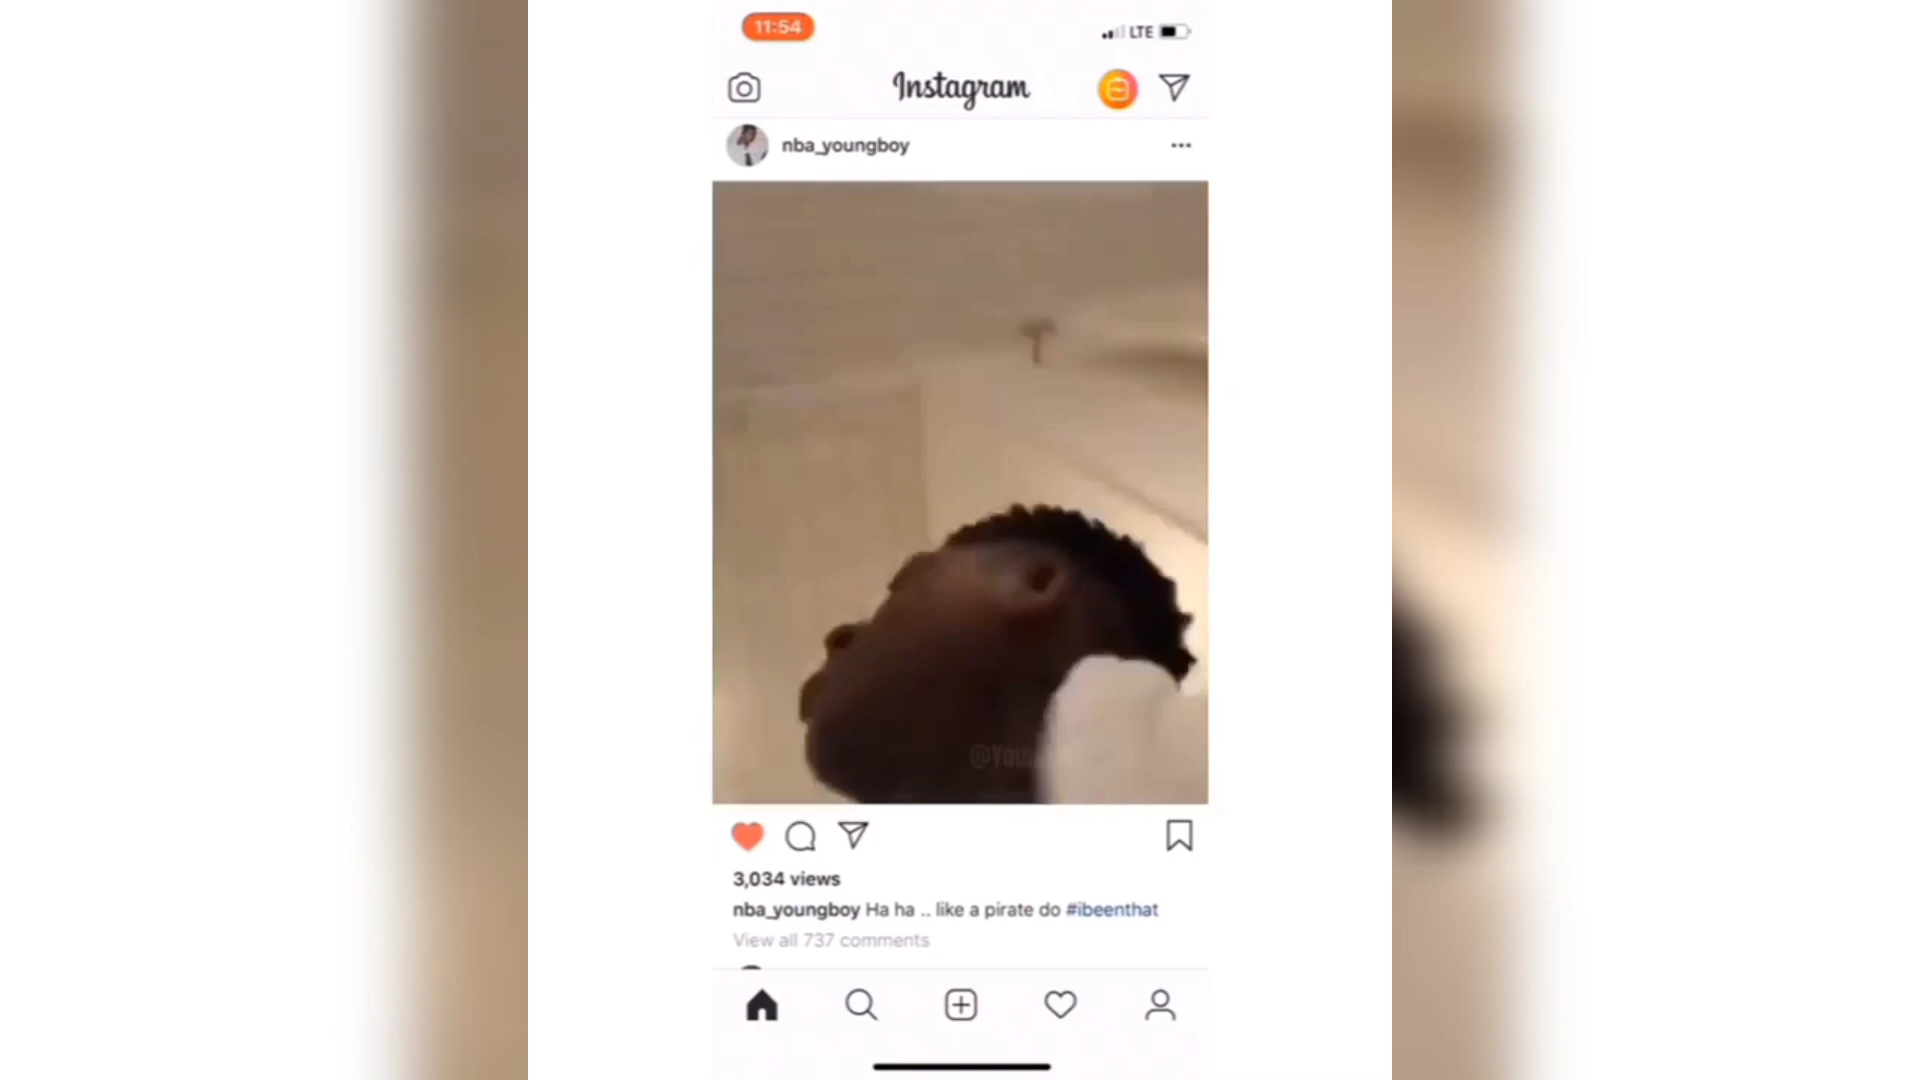 11:54
LTE
Instagram
nba_youngboy
3,034 views
nba_youngboy Ha ha .. like a pirate do #ibeenthat
View all 737 comments